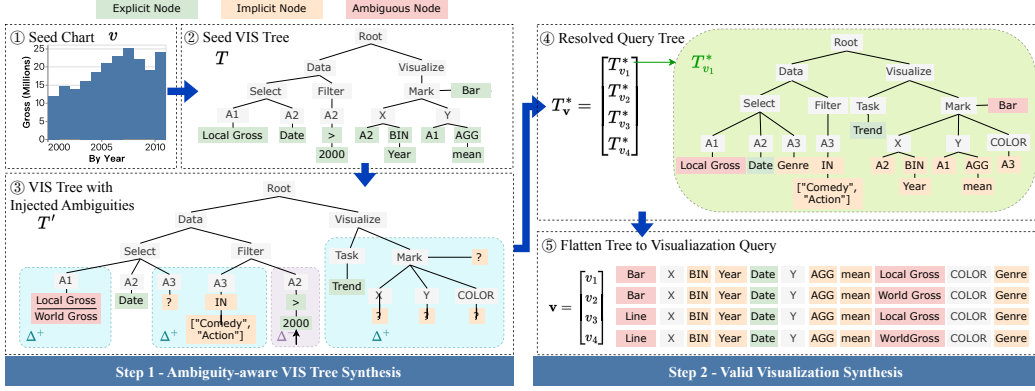 Explicit Node
Implicit Node
Ambiguous Node
① Seed Chart v
Gross (Millions)
25
20
15
10
5
0
2000
2005
2010
By Year
② Seed VIS Tree
T
Root
Data
Visualize
Select
Filter
Mark
Bar
A1
A2
A2
X
Y
Local Gross
Date
>
A2
BIN
A1
AGG
2000
Year
mean
③ VIS Tree with
Injected Ambiguities
T′
Root
Data
Visualize
Select
Filter
Task
Mark
?
A1
A2
A3
A3
A2
Trend
X
Y
COLOR
Local Gross
Date
?
IN
>
?
?
?
World Gross
["Comedy",
"Action"]
2000
Δ⁺
Δ⁺
Δ⁻
Δ⁺
Step 1 - Ambiguity-aware VIS Tree Synthesis
④ Resolved Query Tree
T*v = [T*v1 T*v2 T*v3 T*v4]
T*v1
Root
Data
Visualize
Select
Filter
Task
Mark
Bar
Trend
A1
A2
A3
A3
X
Y
COLOR
Local Gross
Date
Genre
IN
A2
BIN
A1
AGG
A3
["Comedy",
"Action"]
Year
mean
⑤ Flatten Tree to Visualiazation Query
v = [v1 v2 v3 v4]
Bar X BIN Year Date Y AGG mean Local Gross COLOR Genre
Bar X BIN Year Date Y AGG mean World Gross COLOR Genre
Line X BIN Year Date Y AGG mean Local Gross COLOR Genre
Line X BIN Year Date Y AGG mean WorldGross COLOR Genre
Step 2 - Valid Visualization Synthesis